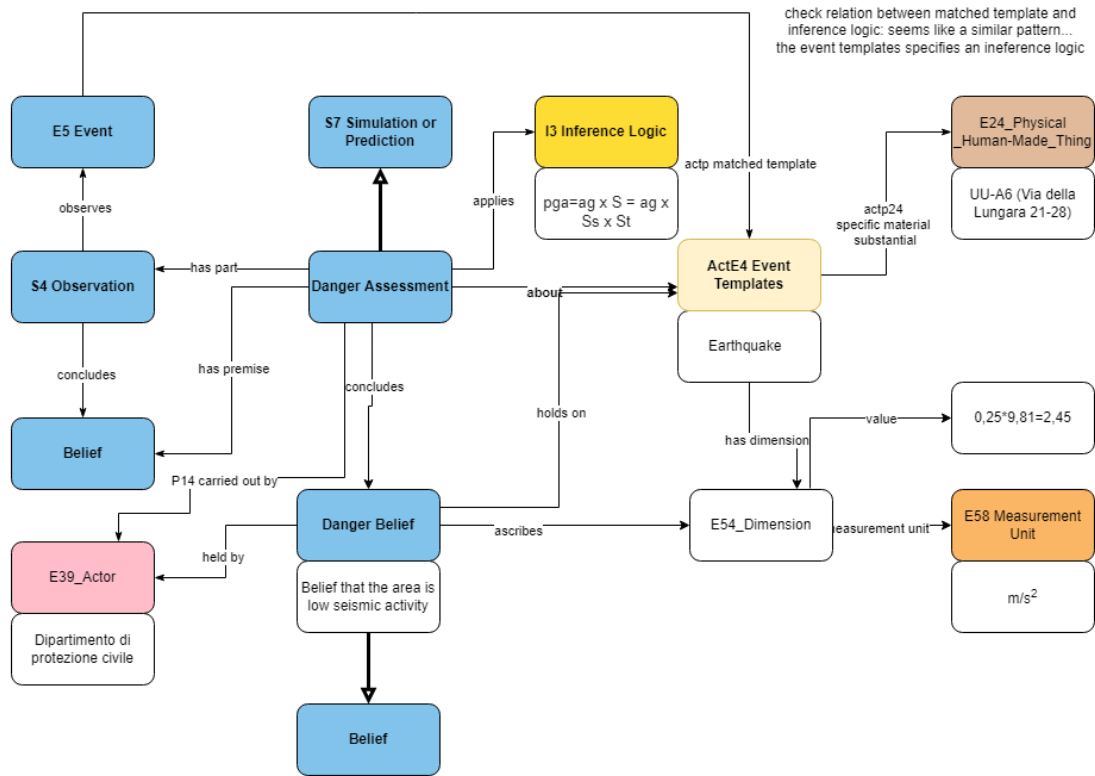 check relation between matched template and
inference logic: seems like a similar pattern...
the event templates specifies an ineference logic
E5 Event
S7 Simulation or
Prediction
I3 Inference Logic
pga=ag x S = ag x
Ss x St
E24_Physical
_Human-Made_Thing
UU-A6 (Via della
Lungara 21-28)
actp matched template
observes
applies
actp24
specific material
substantial
S4 Observation
has part
Danger Assessment
about
ActE4 Event
Templates
Earthquake
concludes
has premise
concludes
holds on
has dimension
value
0,25*9,81=2,45
Belief
P14 carried out by
Danger Belief
Belief that the area is
low seismic activity
ascribes
E54_Dimension
measurement unit
E58 Measurement
Unit
m/s²
held by
E39_Actor
Dipartimento di
protezione civile
Belief